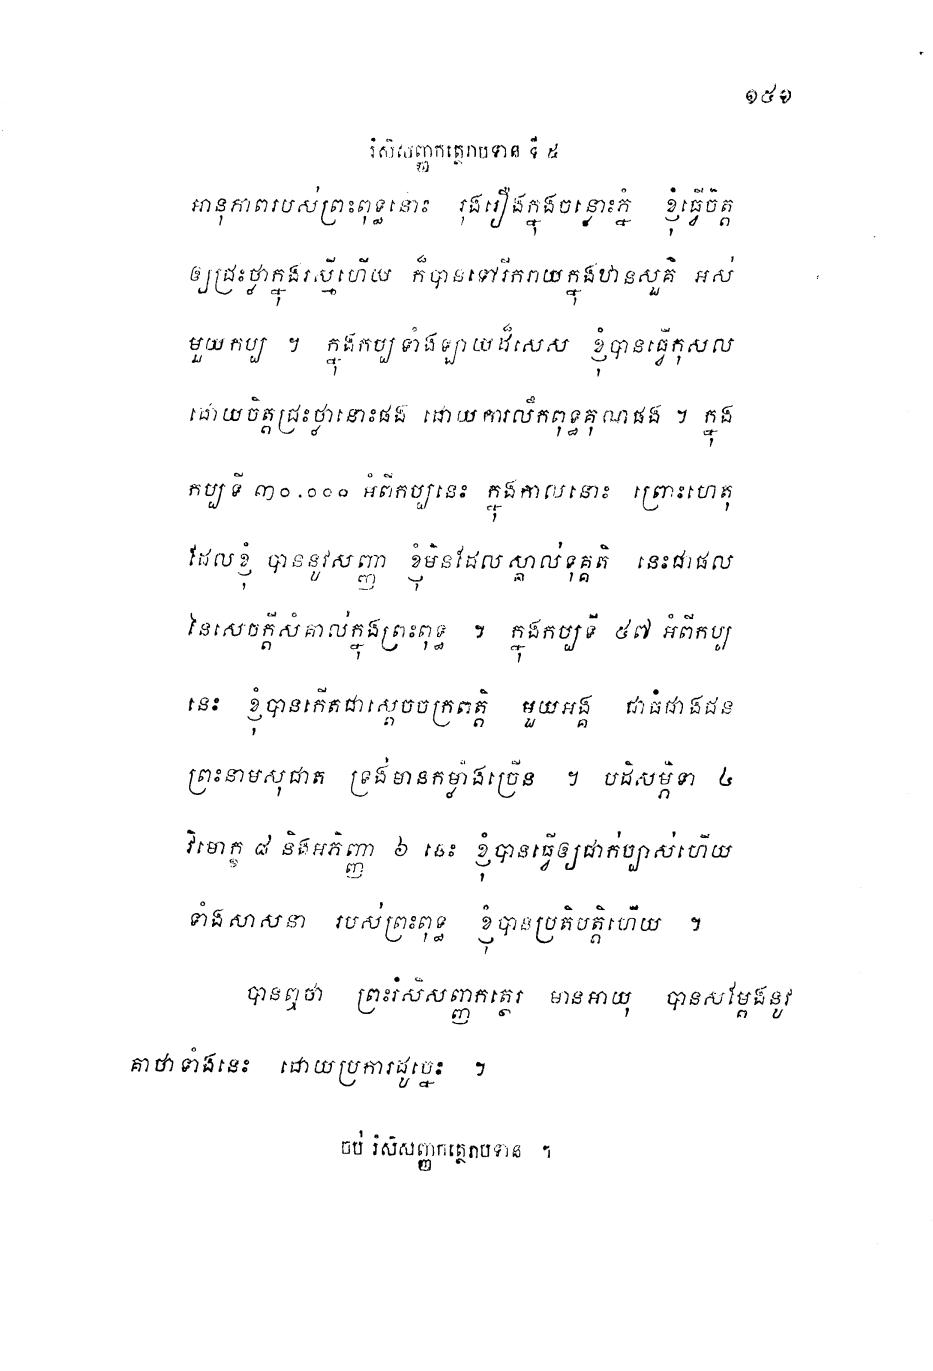 ១៥១
រំសិសញ្ញកត្ថេរាបទាន ទី ៥
អានុភាពរបស់ព្រះពុទ្ធនោះ រុងរឿងក្នុងចន្លោះភ្នំ ខ្ញុំធ្វើចិត្ត
ឲ្យជ្រះថ្លាក្នុងរស្មីហើយ ក៏បានទៅរីករាយក្នុងឋានសួគ៌ អស់
មួយកប្ប ។ ក្នុងកប្បទាំងឡាយដ៏សេស ខ្ញុំបានធ្វើកុសល
ដោយចិត្តជ្រះថ្លានោះផង ដោយការលឹកពុទ្ធគុណផង ។ ក្នុង
កប្បទី ៣០.០០០ អំពីកប្បនេះ ក្នុងកាលនោះ ព្រោះហេតុ
ដែលខ្ញុំ បាននូវសញ្ញា ខ្ញុំមិនដែលស្គាល់ទុគ្គតិ នេះជាផល
នៃសេចក្តីសំគាល់ក្នុងព្រះពុទ្ធ ។ ក្នុងកប្បទី ៥៧ អំពីកប្ប
នេះ ខ្ញុំបានកើតជាស្តេចចក្រពត្តិ មួយអង្គ ជាធំជាងជន
ព្រះនាមសុជាត ទ្រង់មានកម្លាំងច្រើន ។ បដិសម្ភិទា ៤
វិមោក្ខ ៨ និងអភិញ្ញា ៦ នេះ ខ្ញុំបានធ្វើឲ្យជាក់ច្បាស់ហើយ
ទាំងសាសនា របស់ព្រះពុទ្ធ ខ្ញុំបានប្រតិបត្តិហើយ ។
បានឮថា ព្រះរំសិសញ្ញកត្ថេរ មានអាយុ បានសម្តែងនូវ
គាថាទាំងនេះ ដោយប្រការដូច្នេះ ។
ចប់ រំសិសញ្ញកត្ថេរាបទាន ។